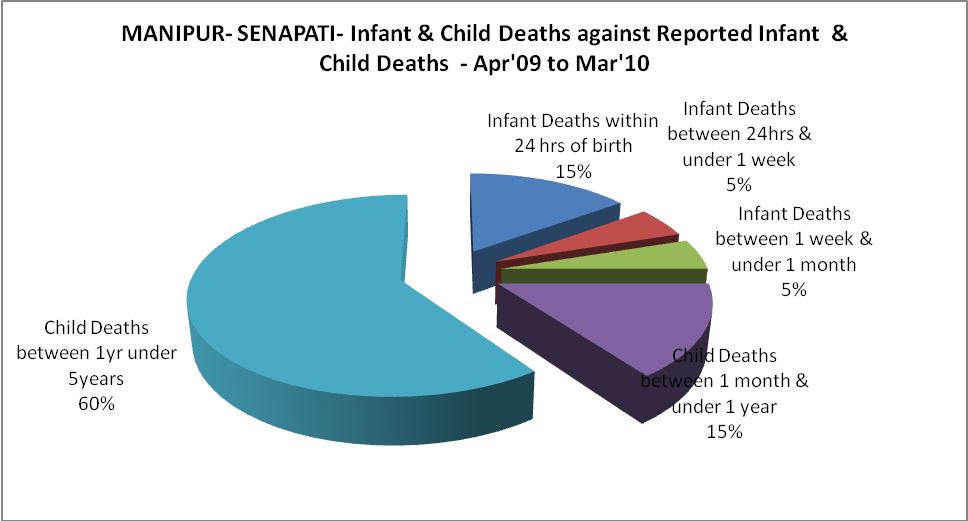 MANIPUR- SENAPATI- Infant & Child Deaths against Reported Infant &
Child Deaths - Apr'09 to Mar'10
Infant Deaths within
24 hrs of birth
15%
Infant Deaths
between 24hrs &
under 1 week
5%
Infant Deaths
between 1 week &
under 1 month
5%
Child Deaths
between 1 month &
under 1 year
15%
Child Deaths
between 1yr under
5years
60%